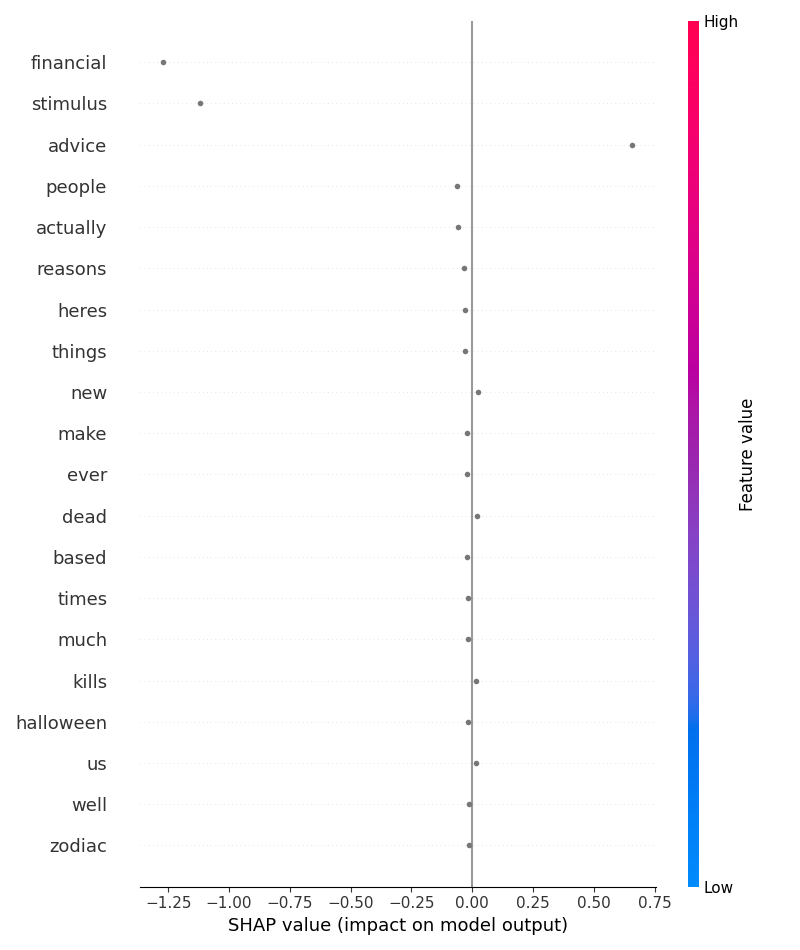 High
financial
stimulus
advice
people
actually
reasons
heres
things
new
make
ever
dead
based
times
much
kills
halloween
us
well
zodiac
Feature value
Low
−1.25 −1.00 −0.75 −0.50 −0.25 0.00 0.25 0.50 0.75
SHAP value (impact on model output)